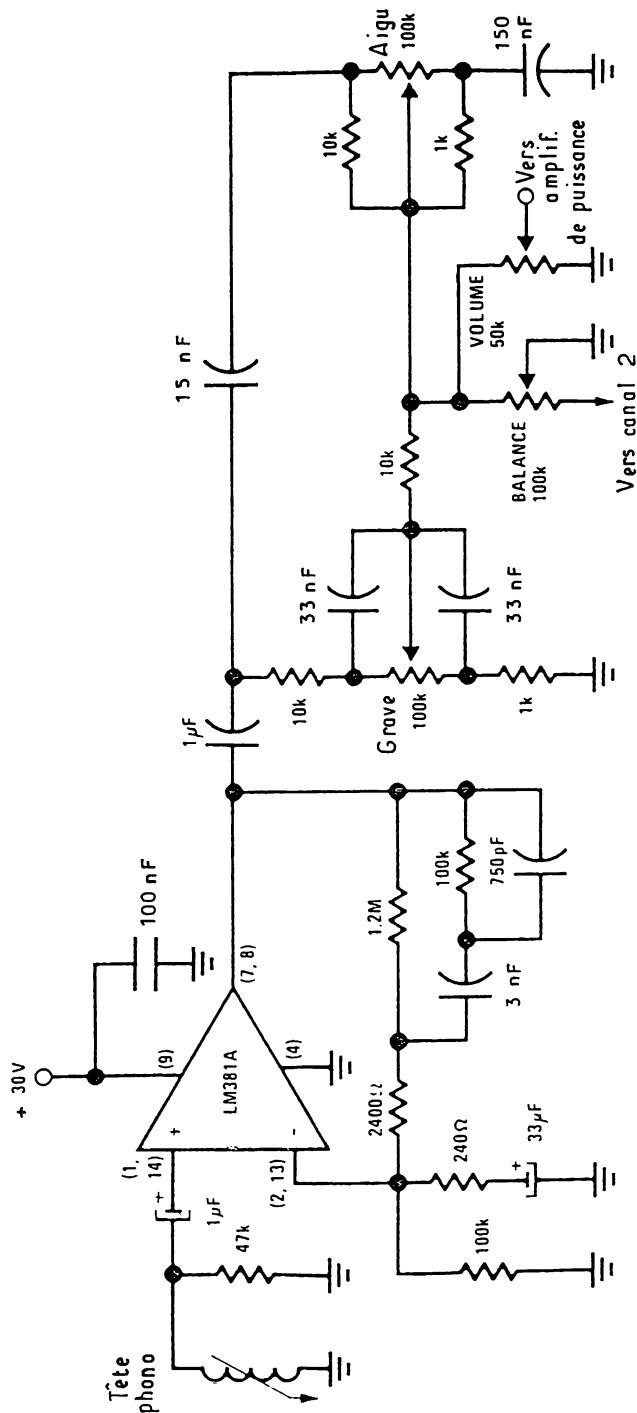 Tête
phono
47k
1µF
+
(1,
14)
+
-
(2, 13)
LM381A
(9)
(4)
(7, 8)
+ 30V
100 nF
100k
240Ω
+
33µF
2400Ω
1.2M
3 nF
100k
750pF
1µF
10k
33 nF
Grave
100k
33 nF
1k
10k
15 nF
BALANCE
100k
Vers canal 2
VOLUME
50k
Vers
amplif.
de puissance
10k
1k
Aigu
100k
150
nF